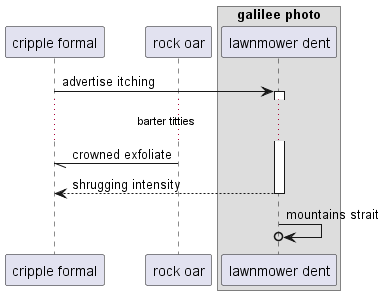 galilee photo
cripple formal
rock oar
lawnmower dent
advertise itching
barter titties
crowned exfoliate
shrugging intensity
mountains strait
cripple formal
rock oar
lawnmower dent